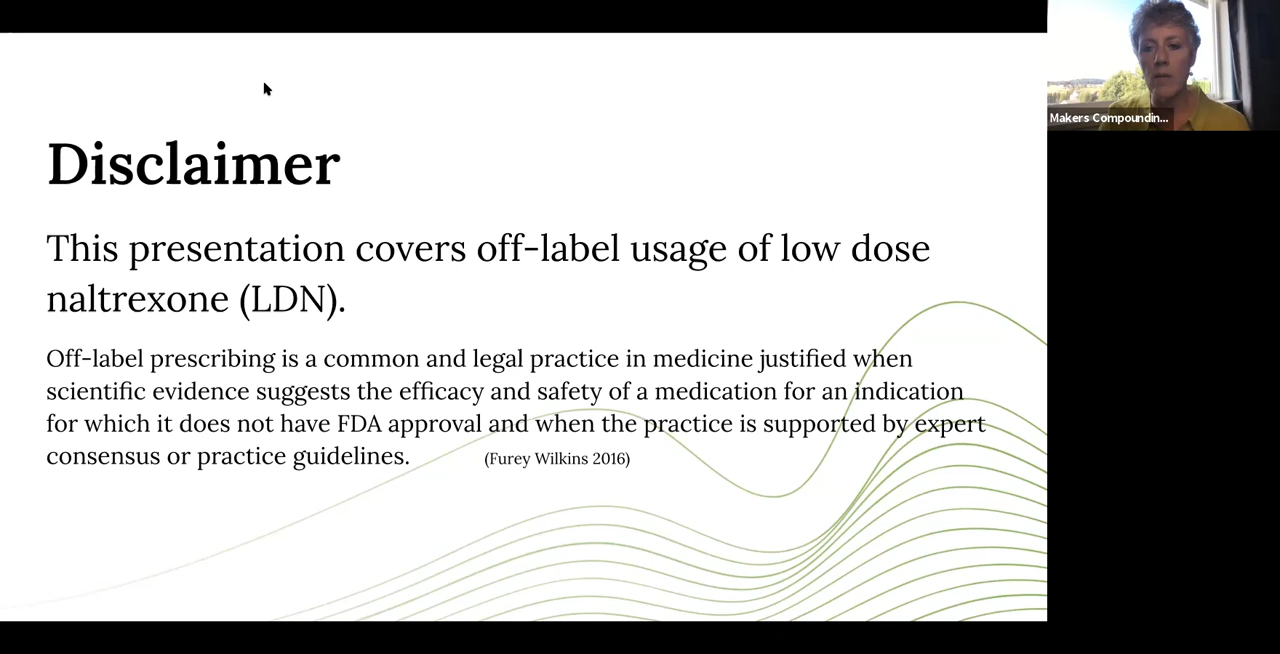 Disclaimer
This presentation covers off-label usage of low dose
naltrexone (LDN).
Off-label prescribing is a common and legal practice in medicine justified when
scientific evidence suggests the efficacy and safety of a medication for an indication
for which it does not have FDA approval and when the practice is supported by expert
consensus or practice guidelines. (Furey Wilkins 2016)
Makers Compoundin...